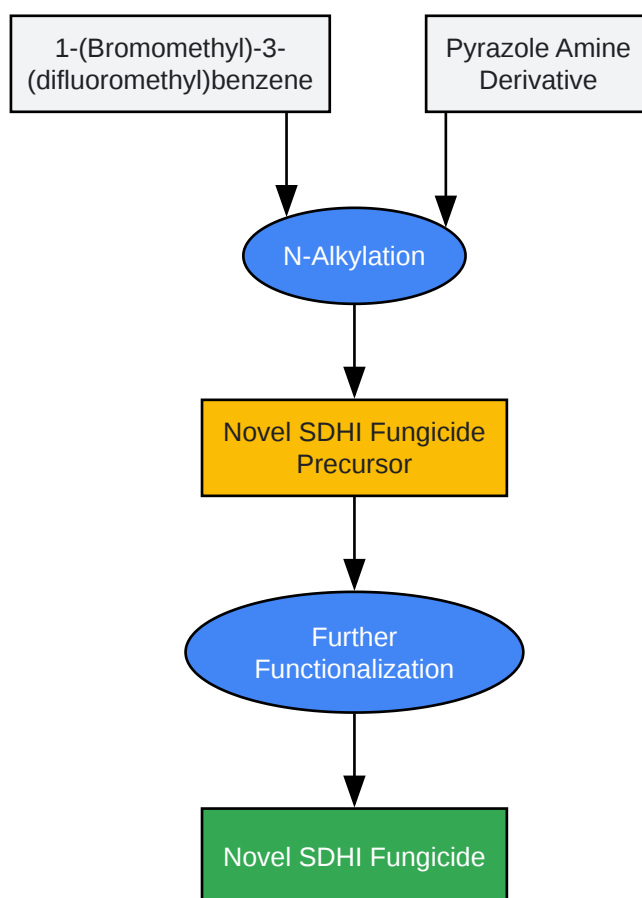 1-(Bromomethyl)-3-
(difluoromethyl)benzene
Pyrazole Amine
Derivative
N-Alkylation
Novel SDHI Fungicide
Precursor
Further
Functionalization
Novel SDHI Fungicide